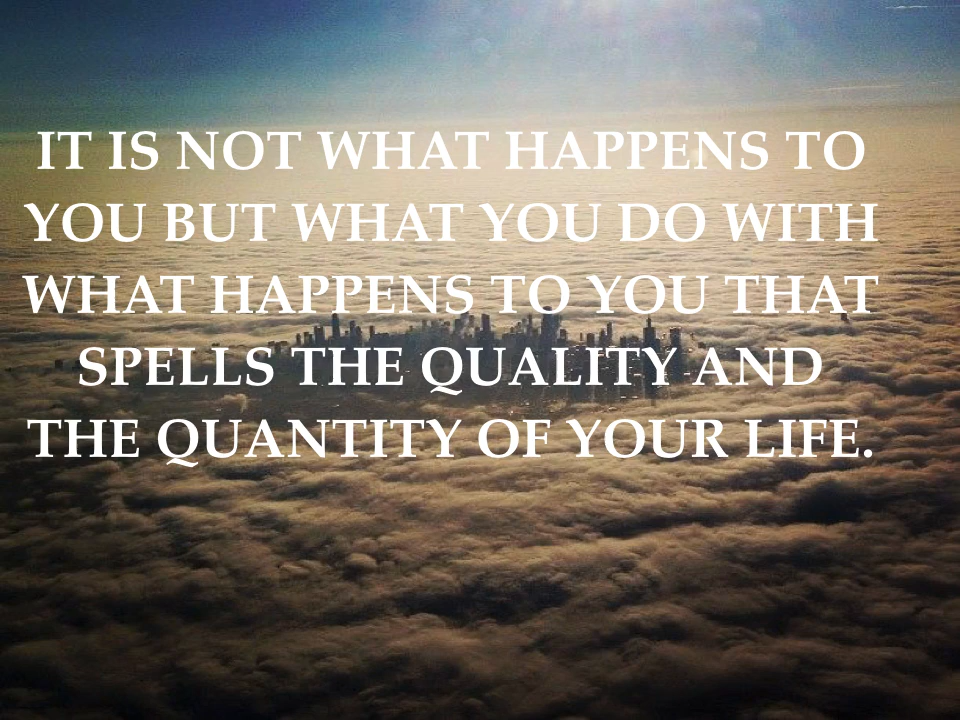 IT IS NOT WHAT HAPPENS TO
YOU BUT WHAT YOU DO WITH
WHAT HAPPENS TO YOU THAT
SPELLS THE QUALITY AND
THE QUANTITY OF YOUR LIFE.